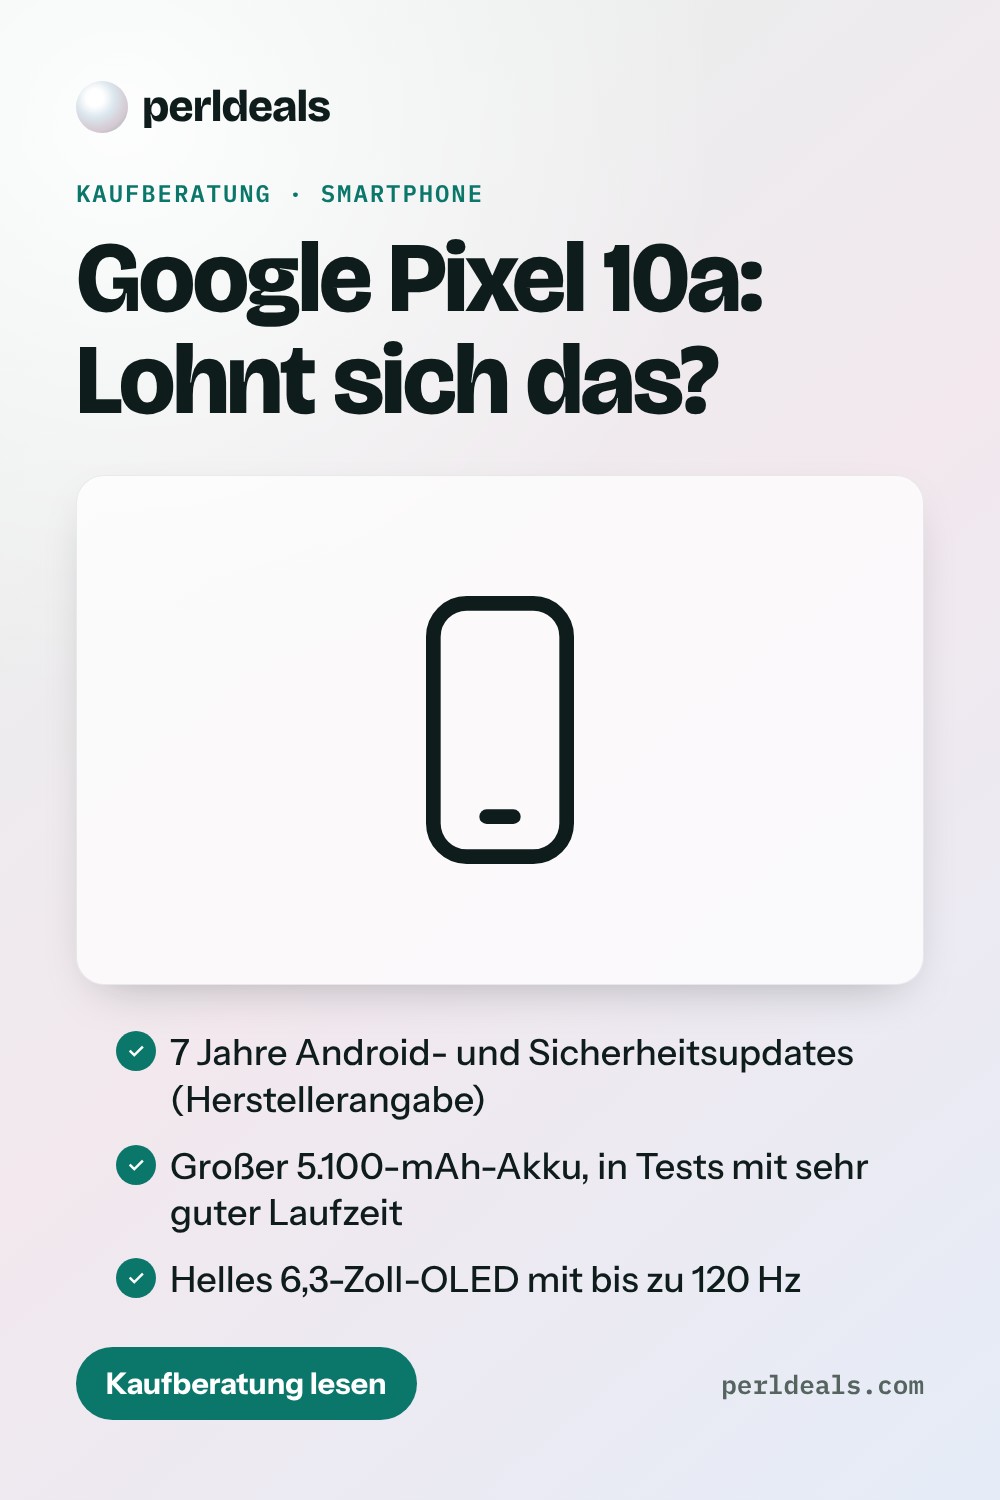 perldeals
KAUFBERATUNG · SMARTPHONE
Google Pixel 10a:
Lohnt sich das?
7 Jahre Android- und Sicherheitsupdates
(Herstellerangabe)
Großer 5.100-mAh-Akku, in Tests mit sehr
guter Laufzeit
Helles 6,3-Zoll-OLED mit bis zu 120 Hz
Kaufberatung lesen
perldeals.com